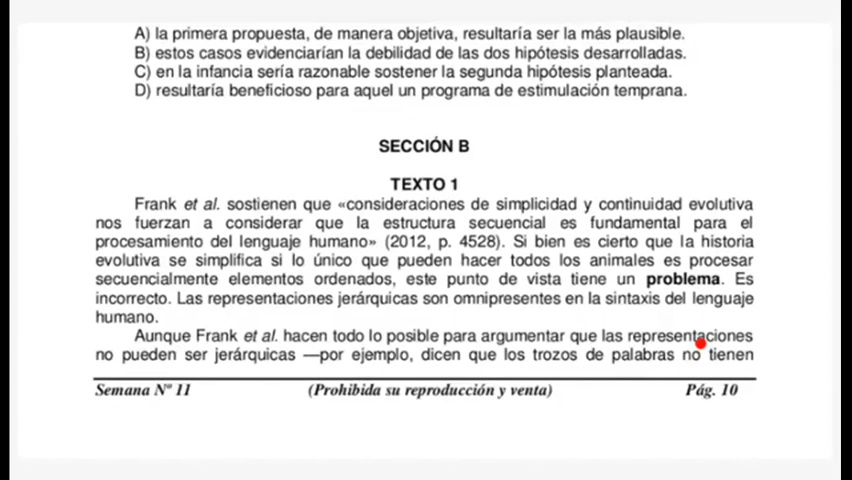 A) la primera propuesta, de manera objetiva, resultaría ser la más plausible.
B) estos casos evidenciarían la debilidad de las dos hipótesis desarrolladas.
C) en la infancia sería razonable sostener la segunda hipótesis planteada.
D) resultaría beneficioso para aquel un programa de estimulación temprana.
SECCIÓN B
TEXTO 1
Frank et al. sostienen que «consideraciones de simplicidad y continuidad evolutiva
nos fuerzan a considerar que la estructura secuencial es fundamental para el
procesamiento del lenguaje humano» (2012, p. 4528). Si bien es cierto que la historia
evolutiva se simplifica si lo único que pueden hacer todos los animales es procesar
secuencialmente elementos ordenados, este punto de vista tiene un problema. Es
incorrecto. Las representaciones jerárquicas son omnipresentes en la sintaxis del lenguaje
humano.
Aunque Frank et al. hacen todo lo posible para argumentar que las representaciones
no pueden ser jerárquicas —por ejemplo, dicen que los trozos de palabras no tienen
Semana Nº 11 (Prohibida su reproducción y venta) Pág. 10